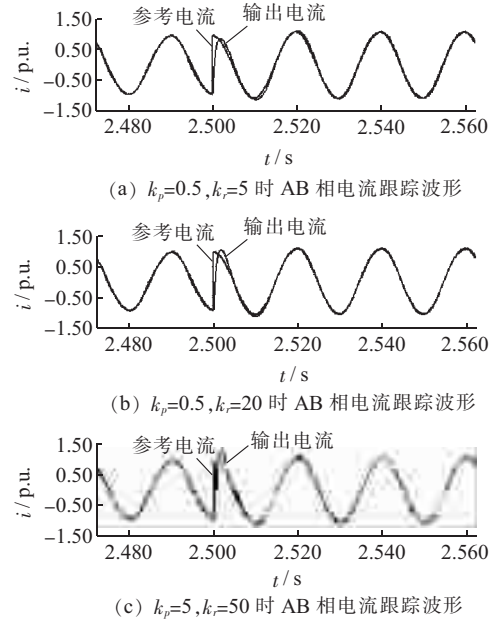 参考电流 输出电流
1.50
0.50
-0.50
-1.50
i/p.u.
2.480 2.500 2.520 2.540 2.560
t/s
(a) kp=0.5,kr=5 时 AB 相电流跟踪波形
参考电流 输出电流
1.50
0.50
-0.50
-1.50
i/p.u.
2.480 2.500 2.520 2.540 2.560
t/s
(b) kp=0.5,kr=20 时 AB 相电流跟踪波形
参考电流 输出电流
1.50
0.50
-0.50
-1.50
i/p.u.
2.480 2.500 2.520 2.540 2.560
t/s
(c) kp=5,kr=50 时 AB 相电流跟踪波形